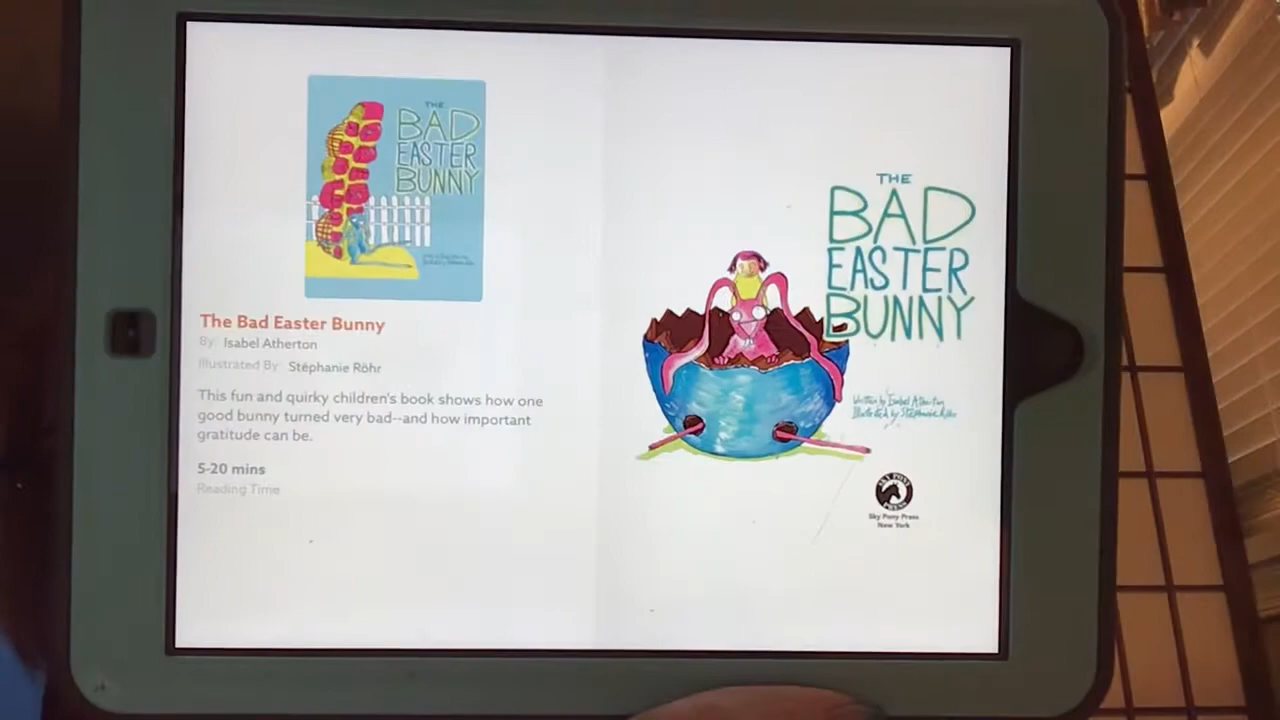 THE
BAD
EASTER
BUNNY
The Bad Easter Bunny
By: Isabel Atherton
Illustrated By: Stéphanie Röhr
This fun and quirky children's book shows how one
good bunny turned very bad--and how important
gratitude can be.
5-20 mins
Reading Time
THE
BAD
EASTER
BUNNY
Written by Isabel Atherton
Illustrated by Stéphanie Röhr
SKY PONY
PRESS
Sky Pony Press
New York